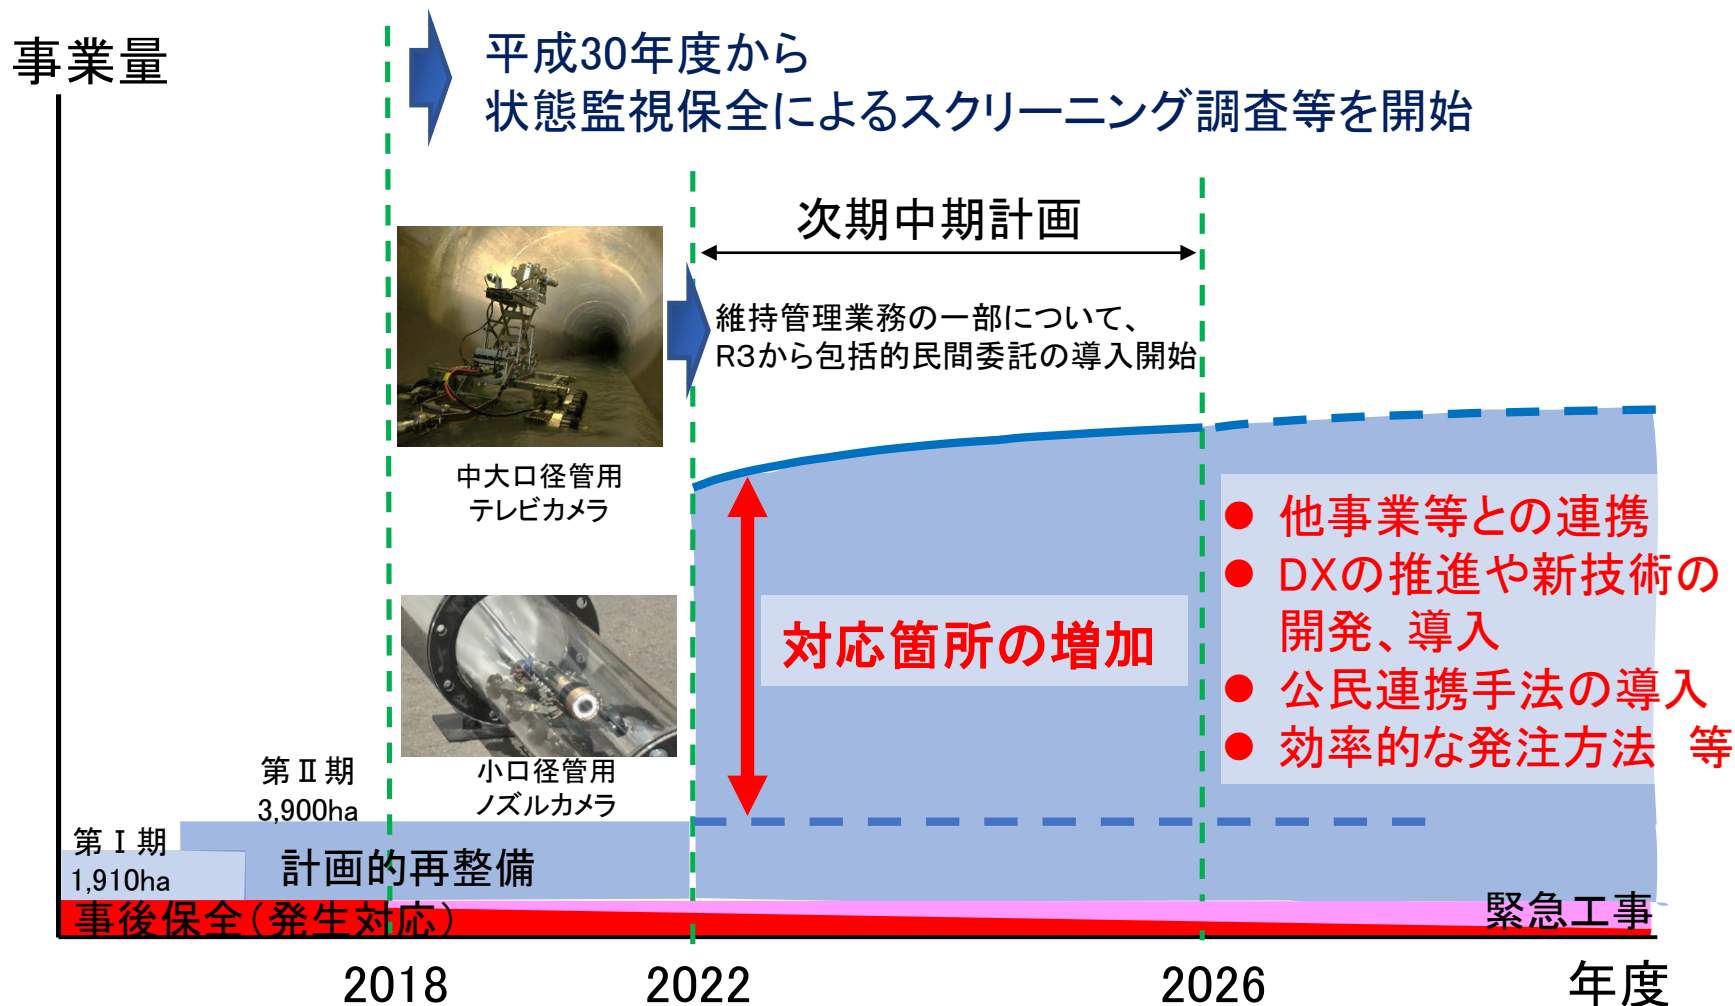 事業量
平成30年度から
状態監視保全によるスクリーニング調査等を開始
次期中期計画
維持管理業務の一部について、
R3から包括的民間委託の導入開始
中大口径管用
テレビカメラ
小口径管用
ノズルカメラ
対応箇所の増加
● 他事業等との連携
● DXの推進や新技術の
開発、導入
● 公民連携手法の導入
● 効率的な発注方法　等
第Ⅱ期
3,900ha
第Ⅰ期
1,910ha
計画的再整備
事後保全(発生対応)
緊急工事
2018
2022
2026
年度